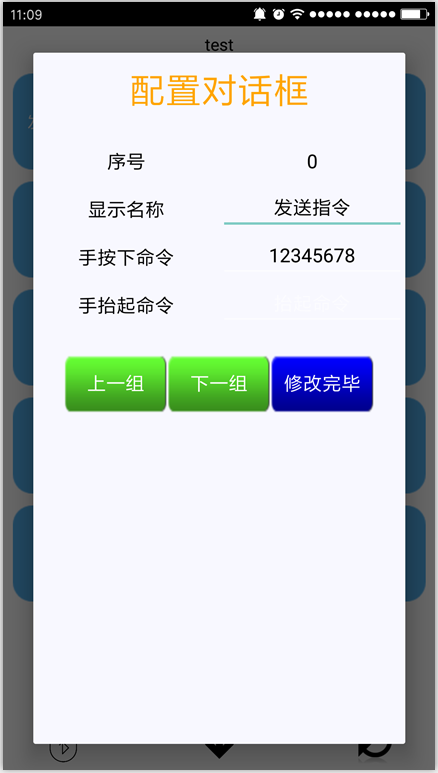 11:09
test
配置对话框
序号 0
显示名称 发送指令
手按下命令 12345678
手抬起命令
上一组 下一组 修改完毕